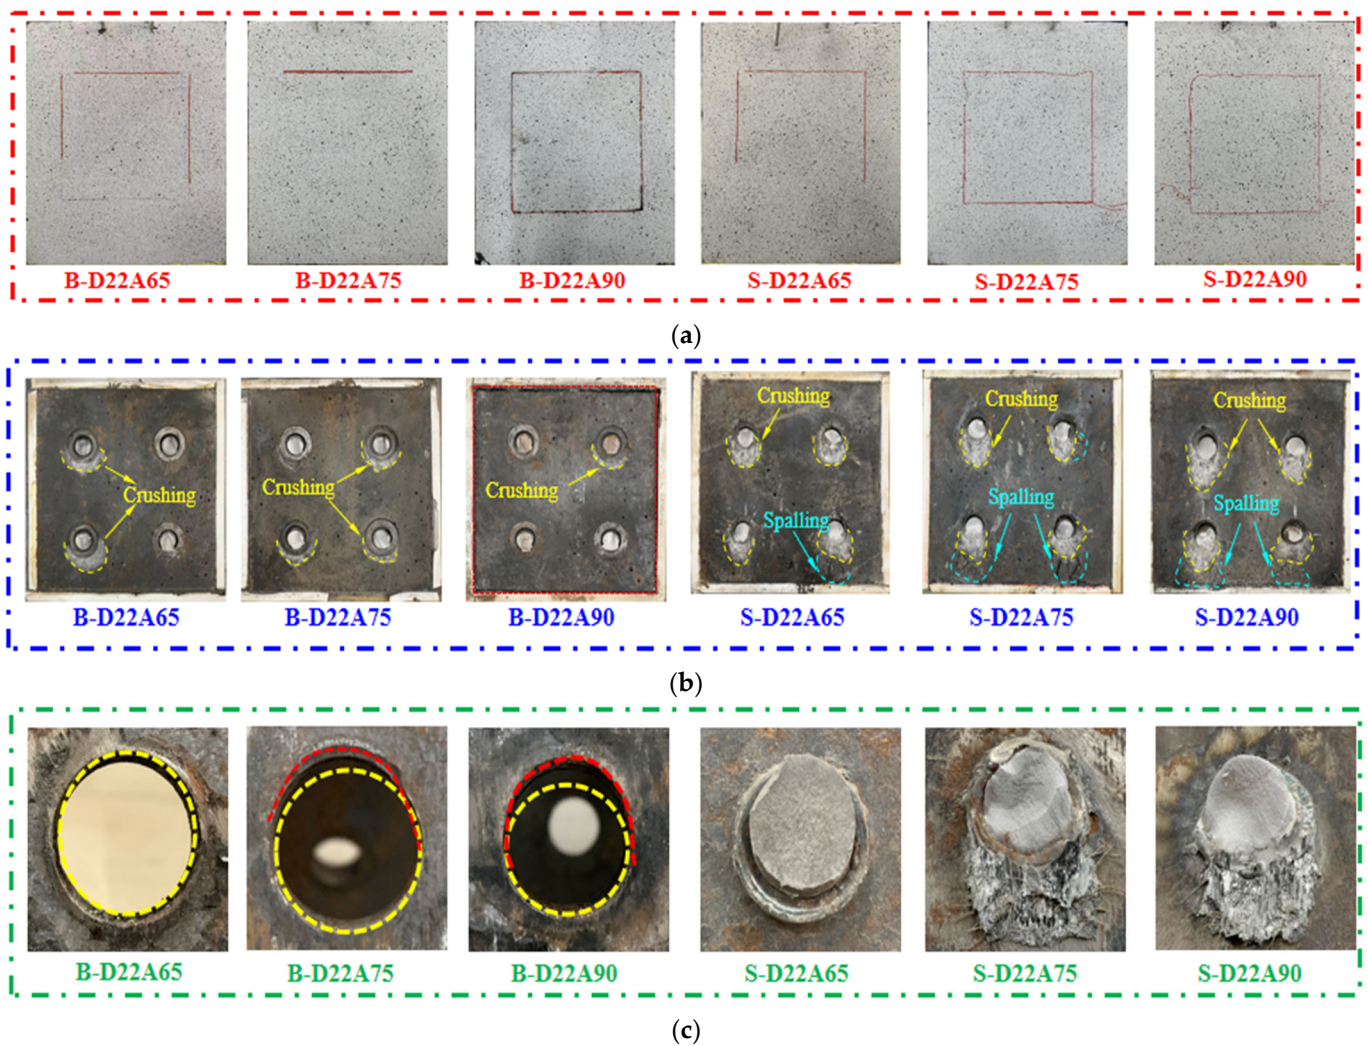 B-D22A65 B-D22A75 B-D22A90 S-D22A65 S-D22A75 S-D22A90
(a)
Crushing Crushing Crushing
Crushing Crushing Crushing
Spalling Spalling Spalling
B-D22A65 B-D22A75 B-D22A90 S-D22A65 S-D22A75 S-D22A90
(b)
B-D22A65 B-D22A75 B-D22A90 S-D22A65 S-D22A75 S-D22A90
(c)